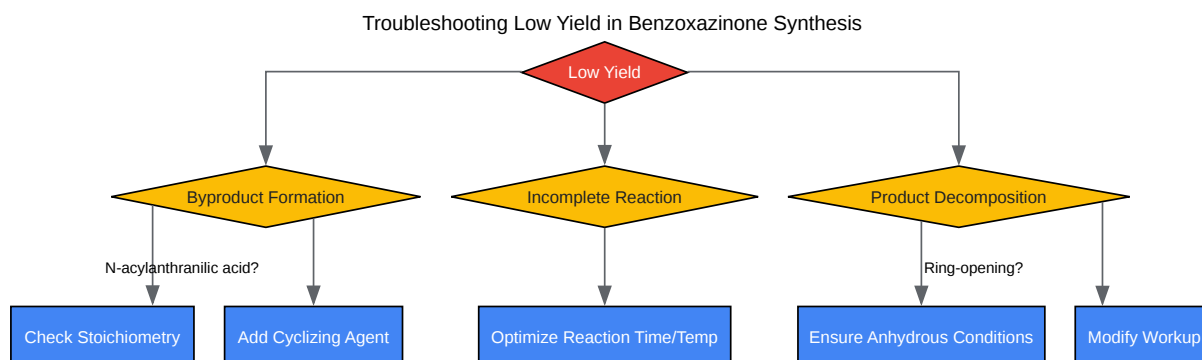 Troubleshooting Low Yield in Benzoxazinone Synthesis
Low Yield
Byproduct Formation
Incomplete Reaction
Product Decomposition
N-acylanthranilic acid?
Ring-opening?
Check Stoichiometry
Add Cyclizing Agent
Optimize Reaction Time/Temp
Ensure Anhydrous Conditions
Modify Workup